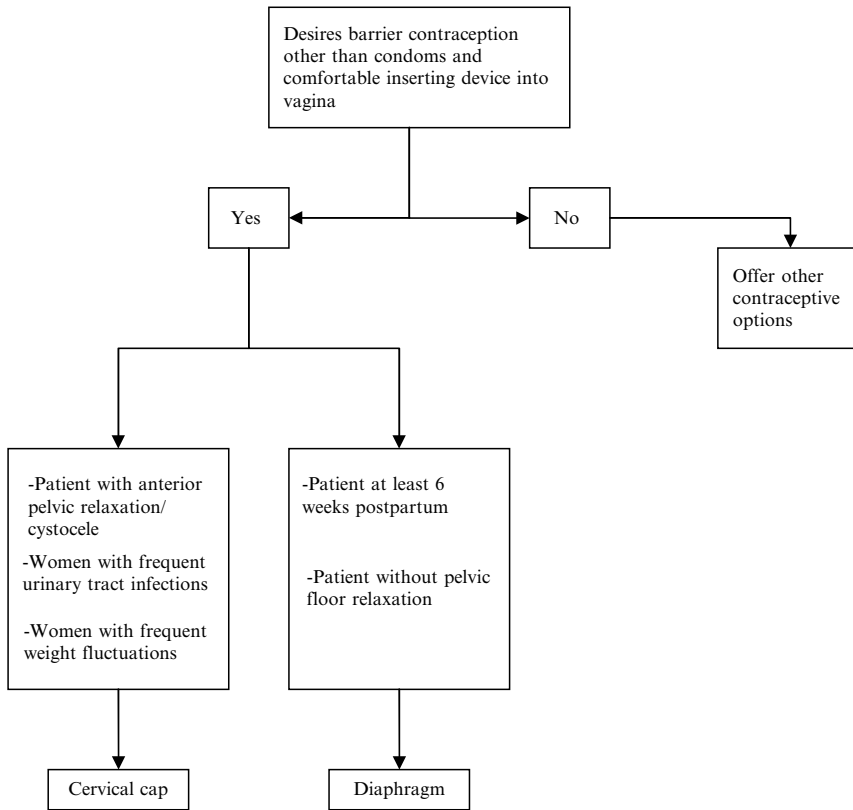 Desires barrier contraception
other than condoms and
comfortable inserting device into
vagina
Yes
No
Offer other
contraceptive
options
-Patient with anterior
pelvic relaxation/
cystocele
-Women with frequent
urinary tract infections
-Women with frequent
weight fluctuations
-Patient at least 6
weeks postpartum
-Patient without pelvic
floor relaxation
Cervical cap
Diaphragm